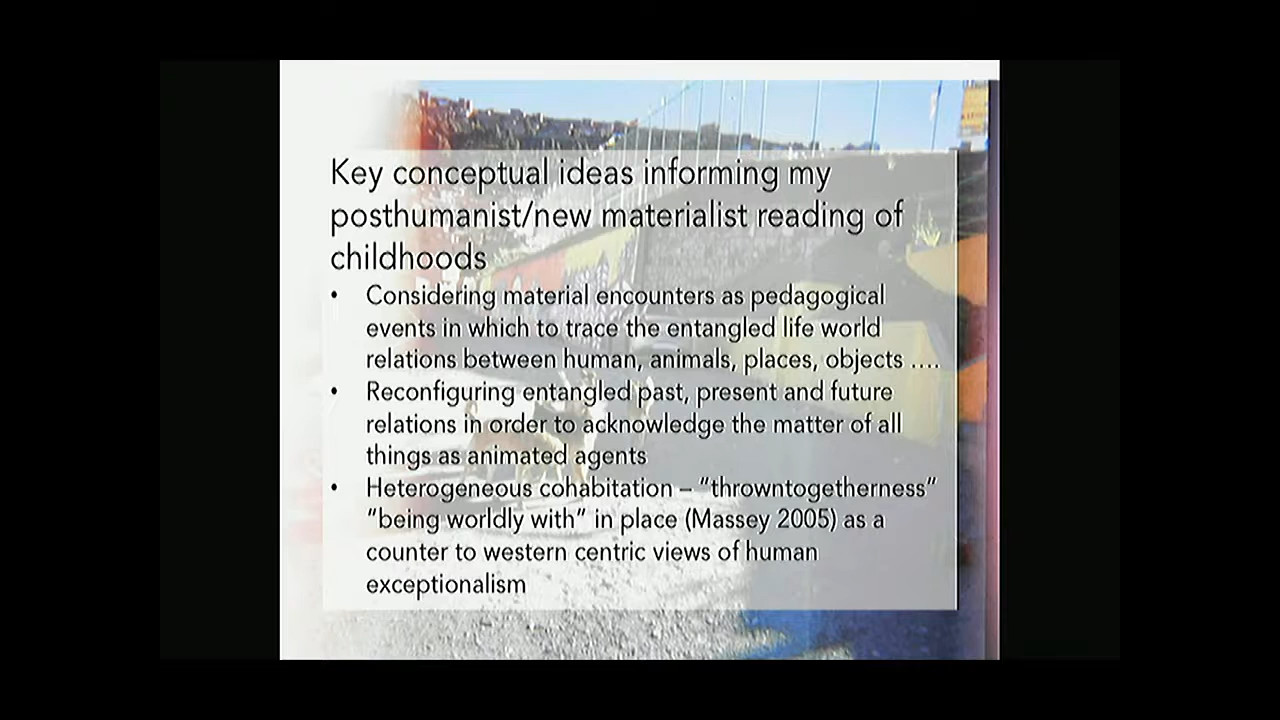 Key conceptual ideas informing my
posthumanist/new materialist reading of
childhoods
• Considering material encounters as pedagogical
events in which to trace the entangled life world
relations between human, animals, places, objects ….
• Reconfiguring entangled past, present and future
relations in order to acknowledge the matter of all
things as animated agents
• Heterogeneous cohabitation – “throwntogetherness”
“being worldly with” in place (Massey 2005) as a
counter to western centric views of human
exceptionalism